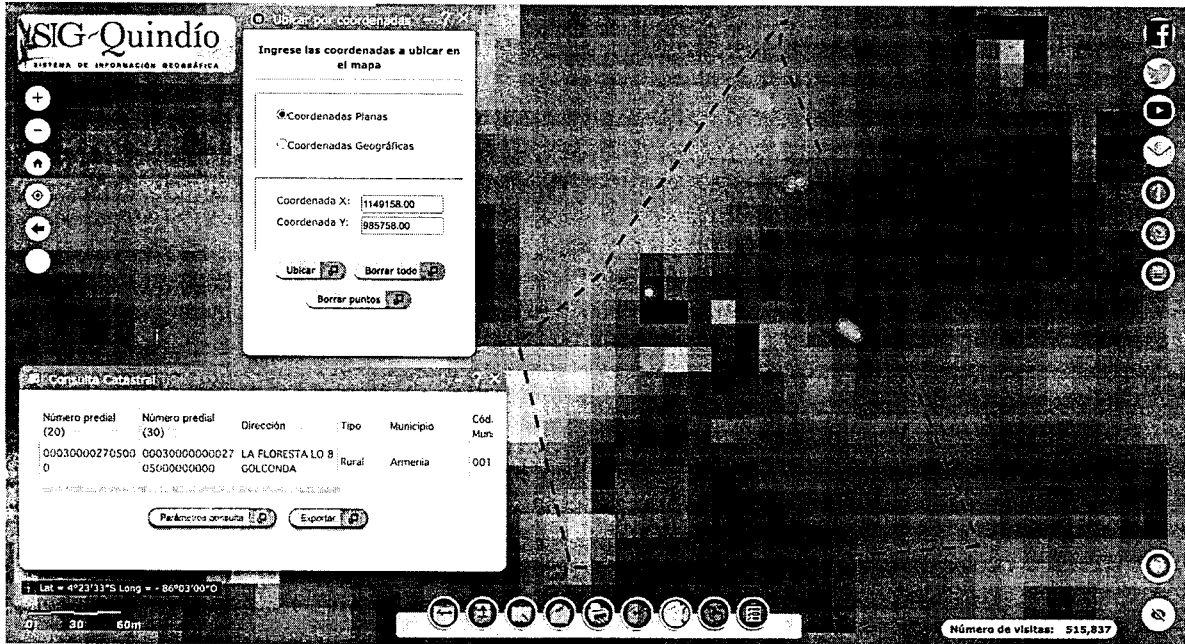 SIG-Quindío
SISTEMA DE INFORMACIÓN GEOGRÁFICA
Ubicar por coordenadas
Ingrese las coordenadas a ubicar en
el mapa
Coordenadas Planas
Coordenadas Geográficas
Coordenada X: 1149158.00
Coordenada Y: 985758.00
Ubicar
Borrar todo
Borrar puntos
Consulta Catastral
Número predial (20)
Número predial (30)
Dirección
Tipo
Municipio
Cód. Mun:
00030000270500
0
00030000000027
05000000000
LA FLORESTA LO 8
GOLCONDA
Rural
Armenia
001
Parámetros consulta
Exportar
Lat = 4°23'33"S Long = - 86°03'00"O
0 30 60m
Número de visitas: 515,837